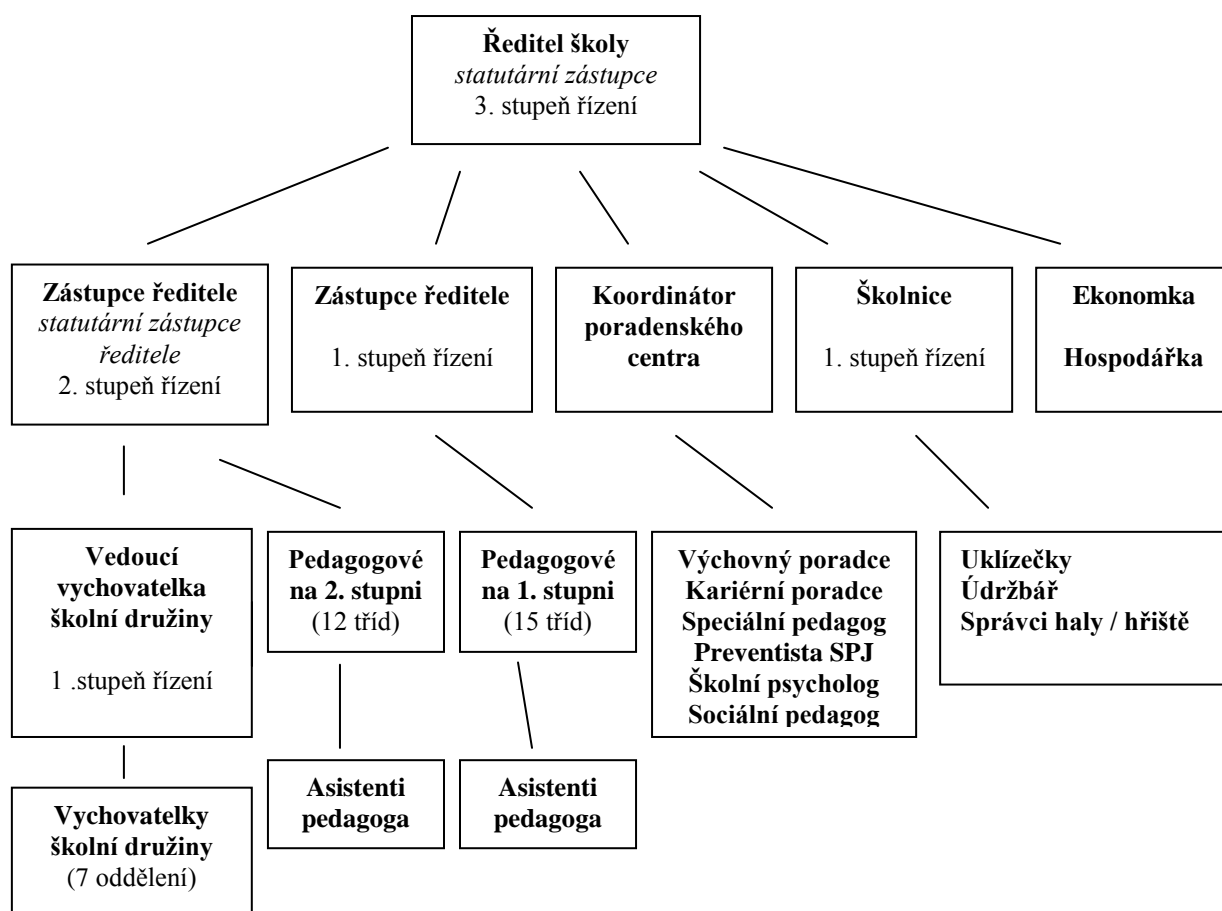 Ředitel školy
statutární zástupce
3. stupeň řízení
Zástupce ředitele
statutární zástupce
ředitele
2. stupeň řízení
Zástupce ředitele
1. stupeň řízení
Koordinátor
poradenského
centra
Školnice
1. stupeň řízení
Ekonomka
Hospodářka
Vedoucí
vychovatelka
školní družiny
1 .stupeň řízení
Pedagogové
na 2. stupni
(12 tříd)
Pedagogové
na 1. stupni
(15 tříd)
Výchovný poradce
Kariérní poradce
Speciální pedagog
Preventista SPJ
Školní psycholog
Sociální pedagog
Uklízečky
Údržbář
Správci haly / hřiště
Vychovatelky
školní družiny
(7 oddělení)
Asistenti
pedagoga
Asistenti
pedagoga